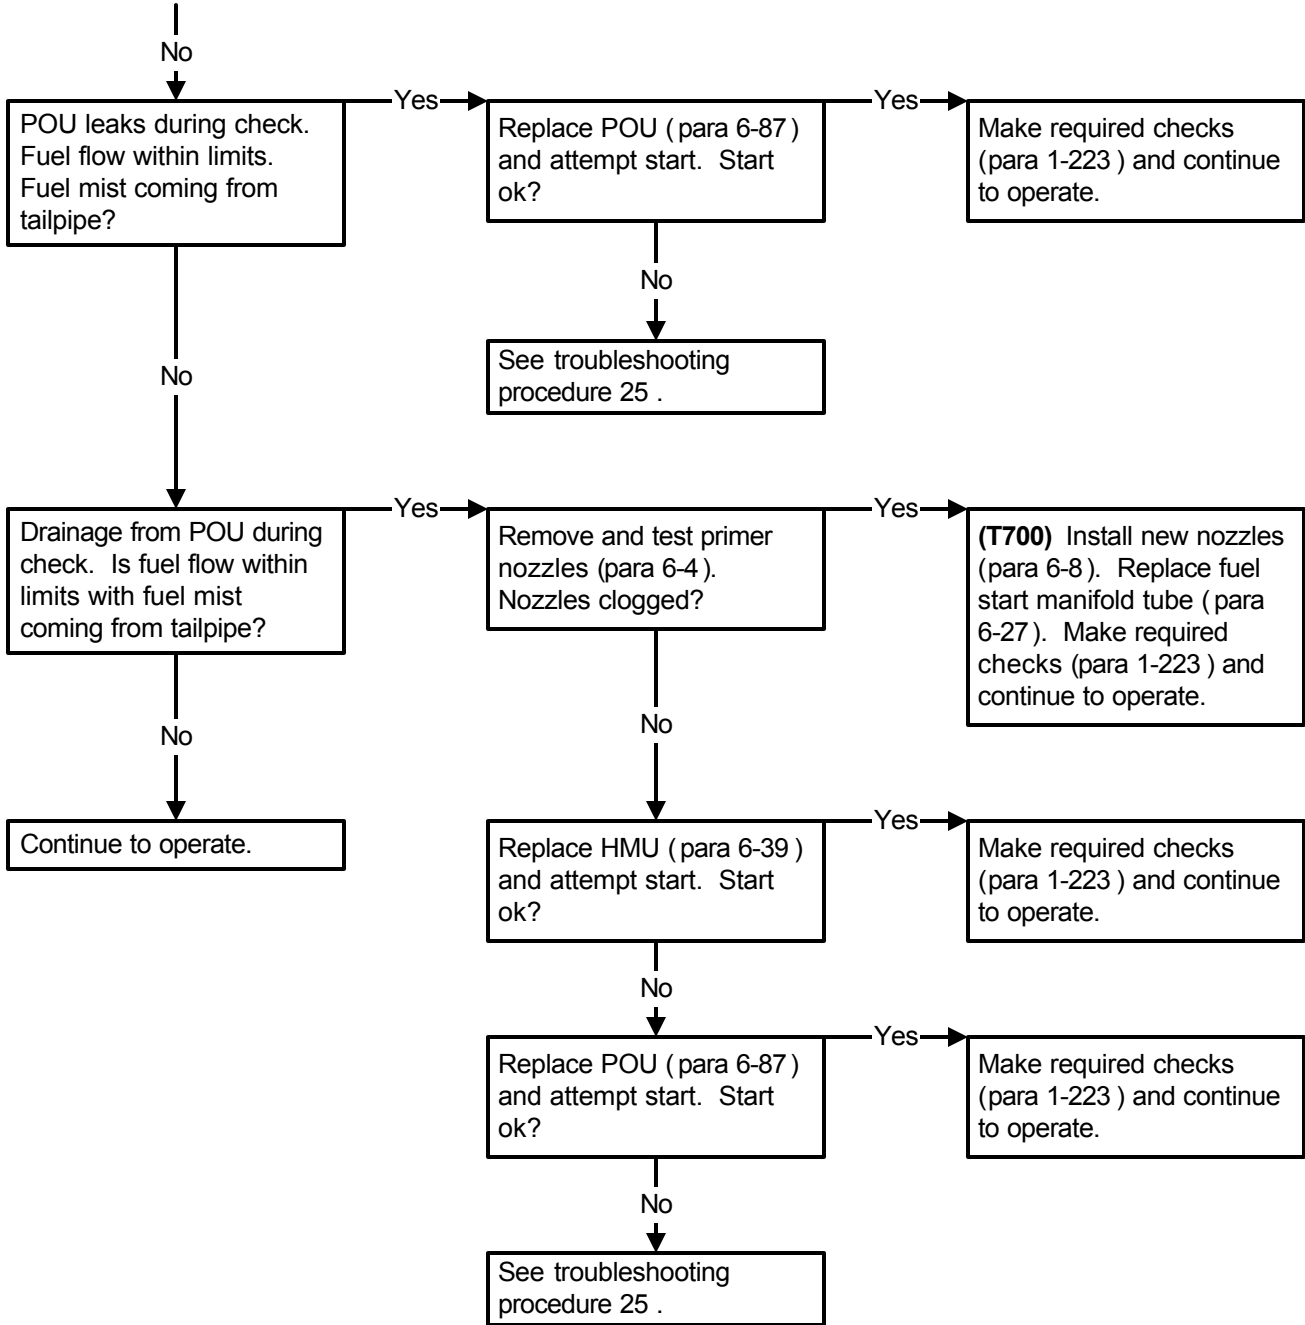 No
POU leaks during check.
Fuel flow within limits.
Fuel mist coming from
tailpipe?
Yes
Replace POU (para 6-87)
and attempt start. Start
ok?
Yes
Make required checks
(para 1-223 ) and continue
to operate.
No
See troubleshooting
procedure 25 .
No
Drainage from POU during
check. Is fuel flow within
limits with fuel mist
coming from tailpipe?
Yes
Remove and test primer
nozzles (para 6-4).
Nozzles clogged?
Yes
(T700) Install new nozzles
(para 6-8). Replace fuel
start manifold tube (para
6-27). Make required
checks (para 1-223 ) and
continue to operate.
No
Continue to operate.
No
Replace HMU (para 6-39 )
and attempt start. Start
ok?
Yes
Make required checks
(para 1-223 ) and continue
to operate.
No
Replace POU (para 6-87)
and attempt start. Start
ok?
Yes
Make required checks
(para 1-223 ) and continue
to operate.
No
See troubleshooting
procedure 25 .